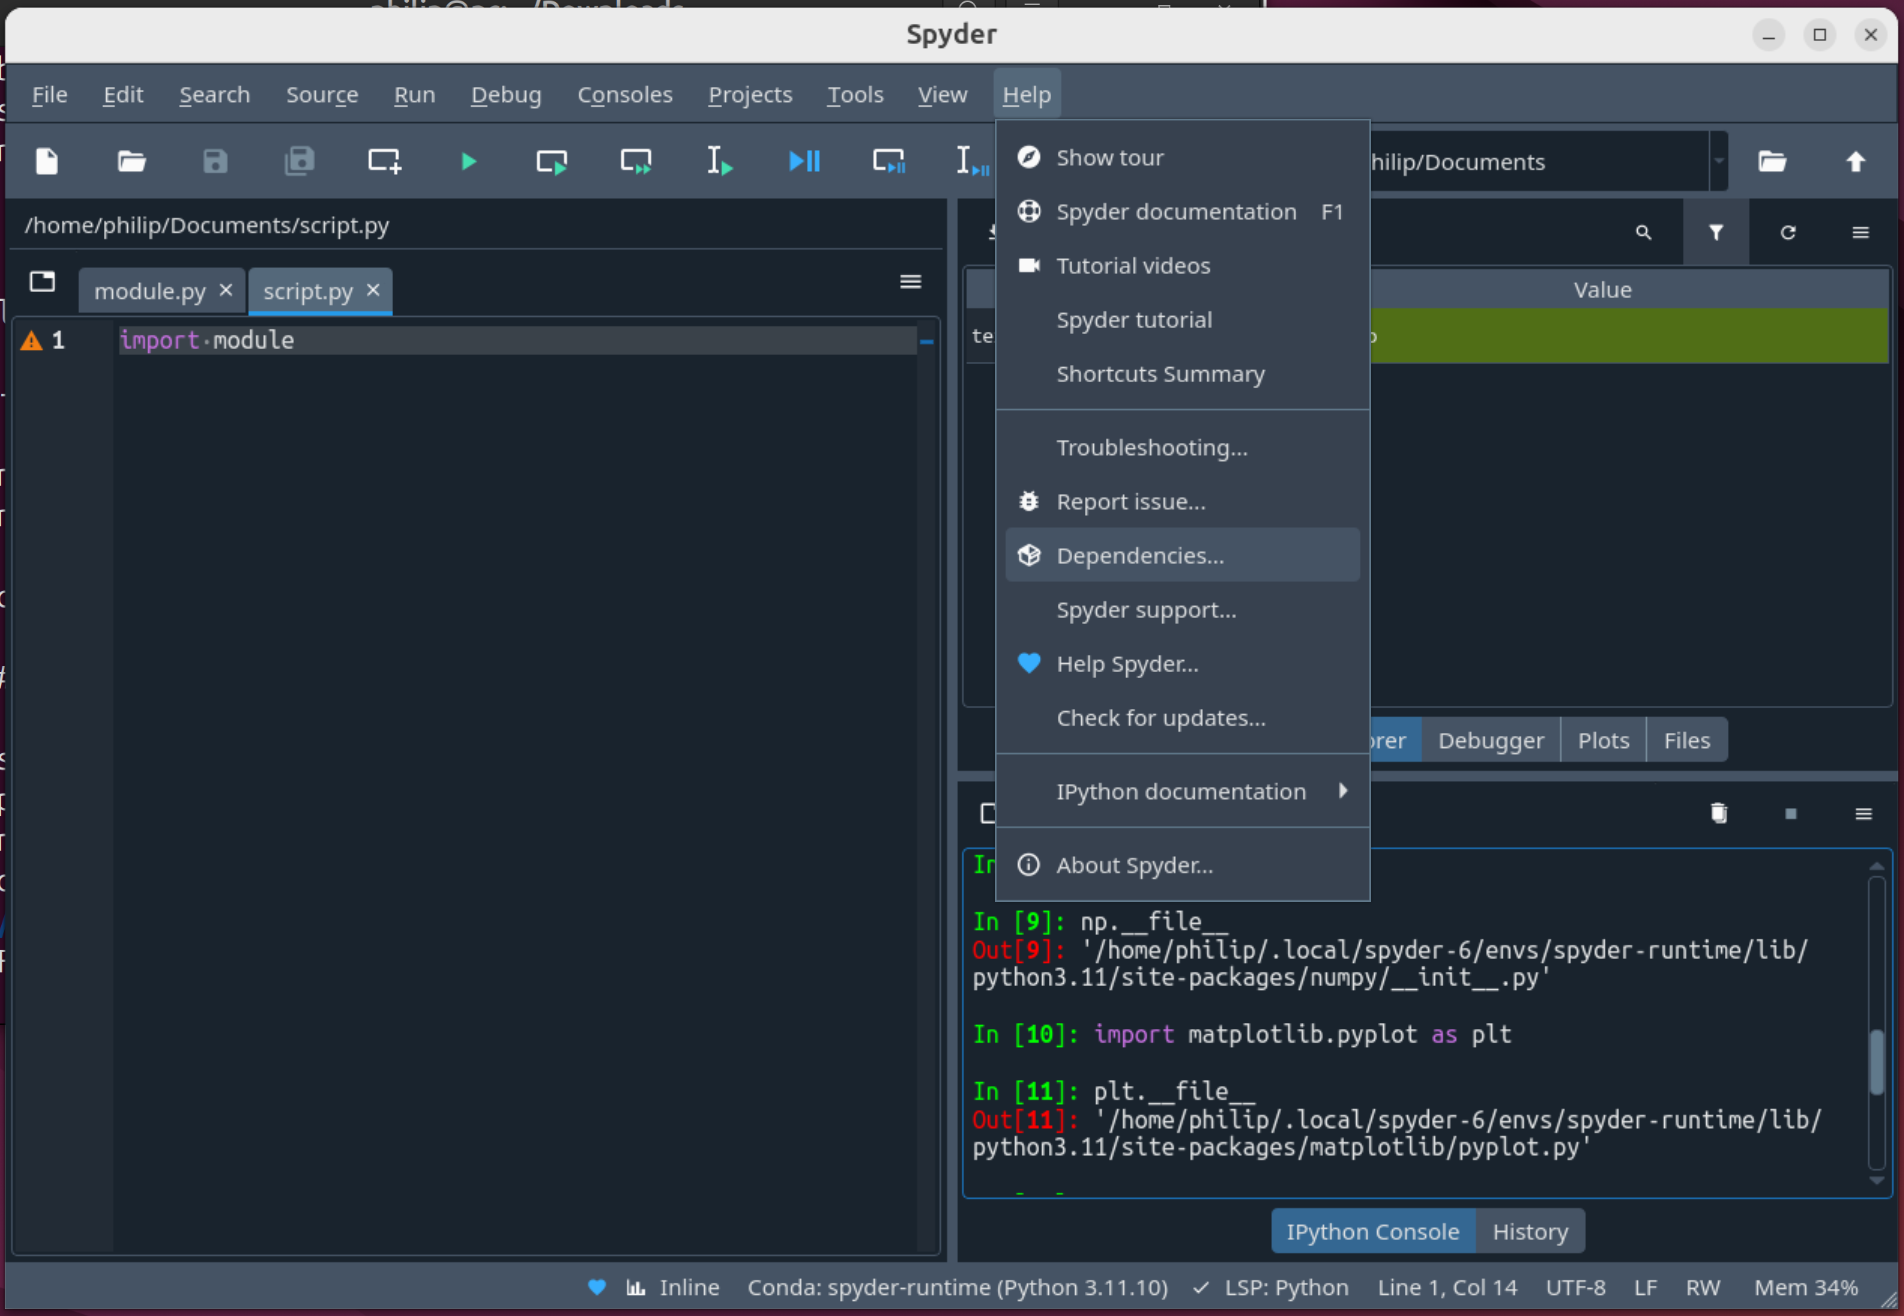 Spyder
File Edit Search Source Run Debug Consoles Projects Tools View Help
hilip/Documents
/home/philip/Documents/script.py
module.py script.py
1 import module
Show tour
Spyder documentation F1
Tutorial videos
Spyder tutorial
Shortcuts Summary
Troubleshooting...
Report issue...
Dependencies...
Spyder support...
Help Spyder...
Check for updates...
IPython documentation
About Spyder...
Value
te
rer Debugger Plots Files
In
In [9]: np.__file__
Out[9]: '/home/philip/.local/spyder-6/envs/spyder-runtime/lib/
python3.11/site-packages/numpy/__init__.py'
In [10]: import matplotlib.pyplot as plt
In [11]: plt.__file__
Out[11]: '/home/philip/.local/spyder-6/envs/spyder-runtime/lib/
python3.11/site-packages/matplotlib/pyplot.py'
IPython Console History
Inline Conda: spyder-runtime (Python 3.11.10) ✓ LSP: Python Line 1, Col 14 UTF-8 LF RW Mem 34%